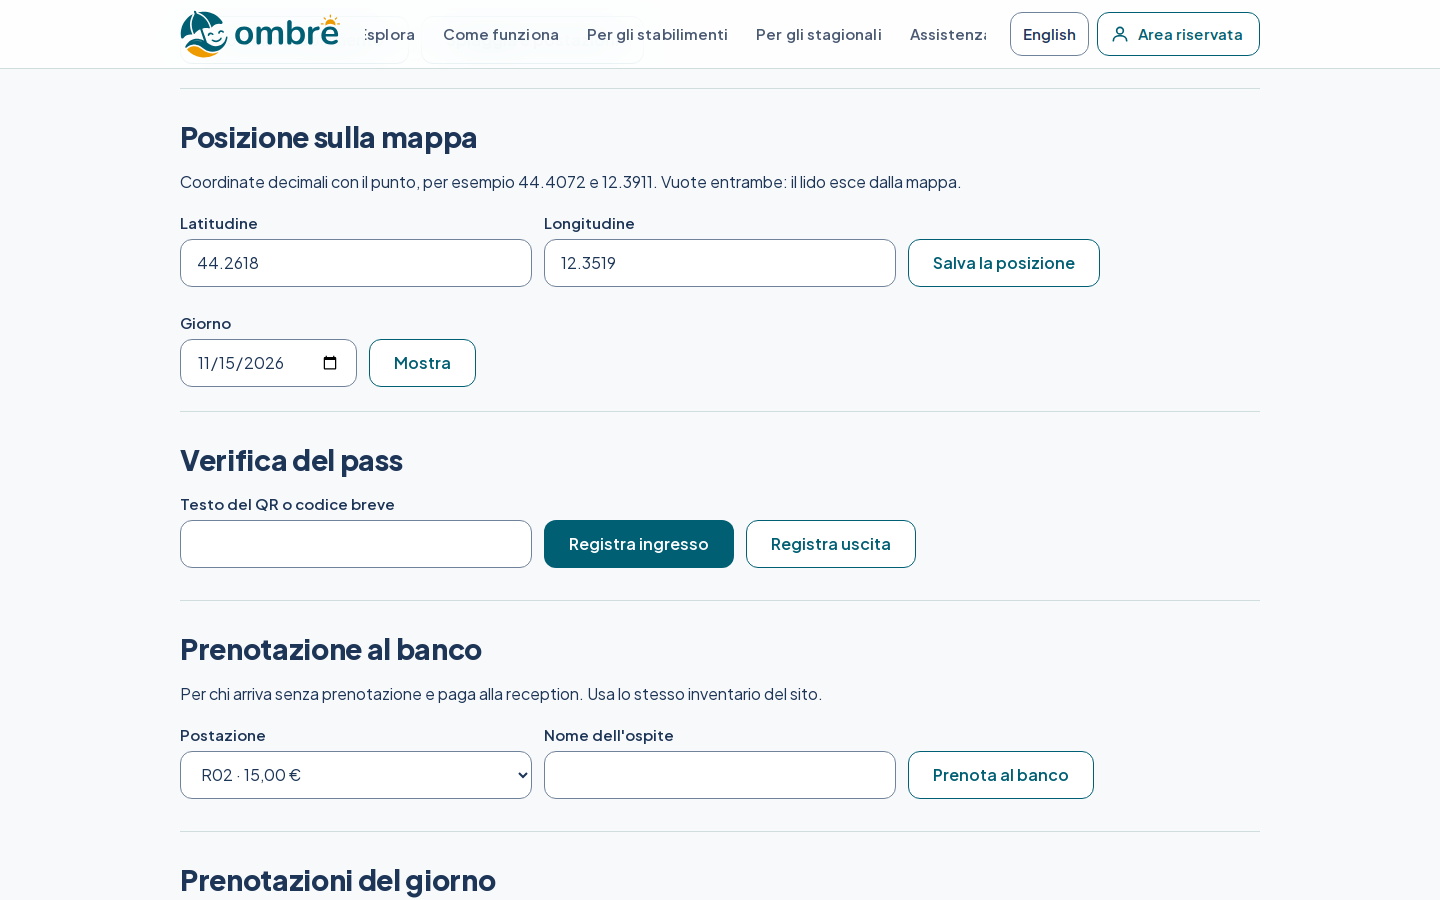 ombrë Esplora Come funziona Per gli stabilimenti Per gli stagionali Assistenza English Area riservata
Posizione sulla mappa
Coordinate decimali con il punto, per esempio 44.4072 e 12.3911. Vuote entrambe: il lido esce dalla mappa.
Latitudine Longitudine
44.2618 12.3519 Salva la posizione
Giorno
11/15/2026 Mostra
Verifica del pass
Testo del QR o codice breve
Registra ingresso Registra uscita
Prenotazione al banco
Per chi arriva senza prenotazione e paga alla reception. Usa lo stesso inventario del sito.
Postazione Nome dell'ospite
R02 · 15,00 € Prenota al banco
Prenotazioni del giorno